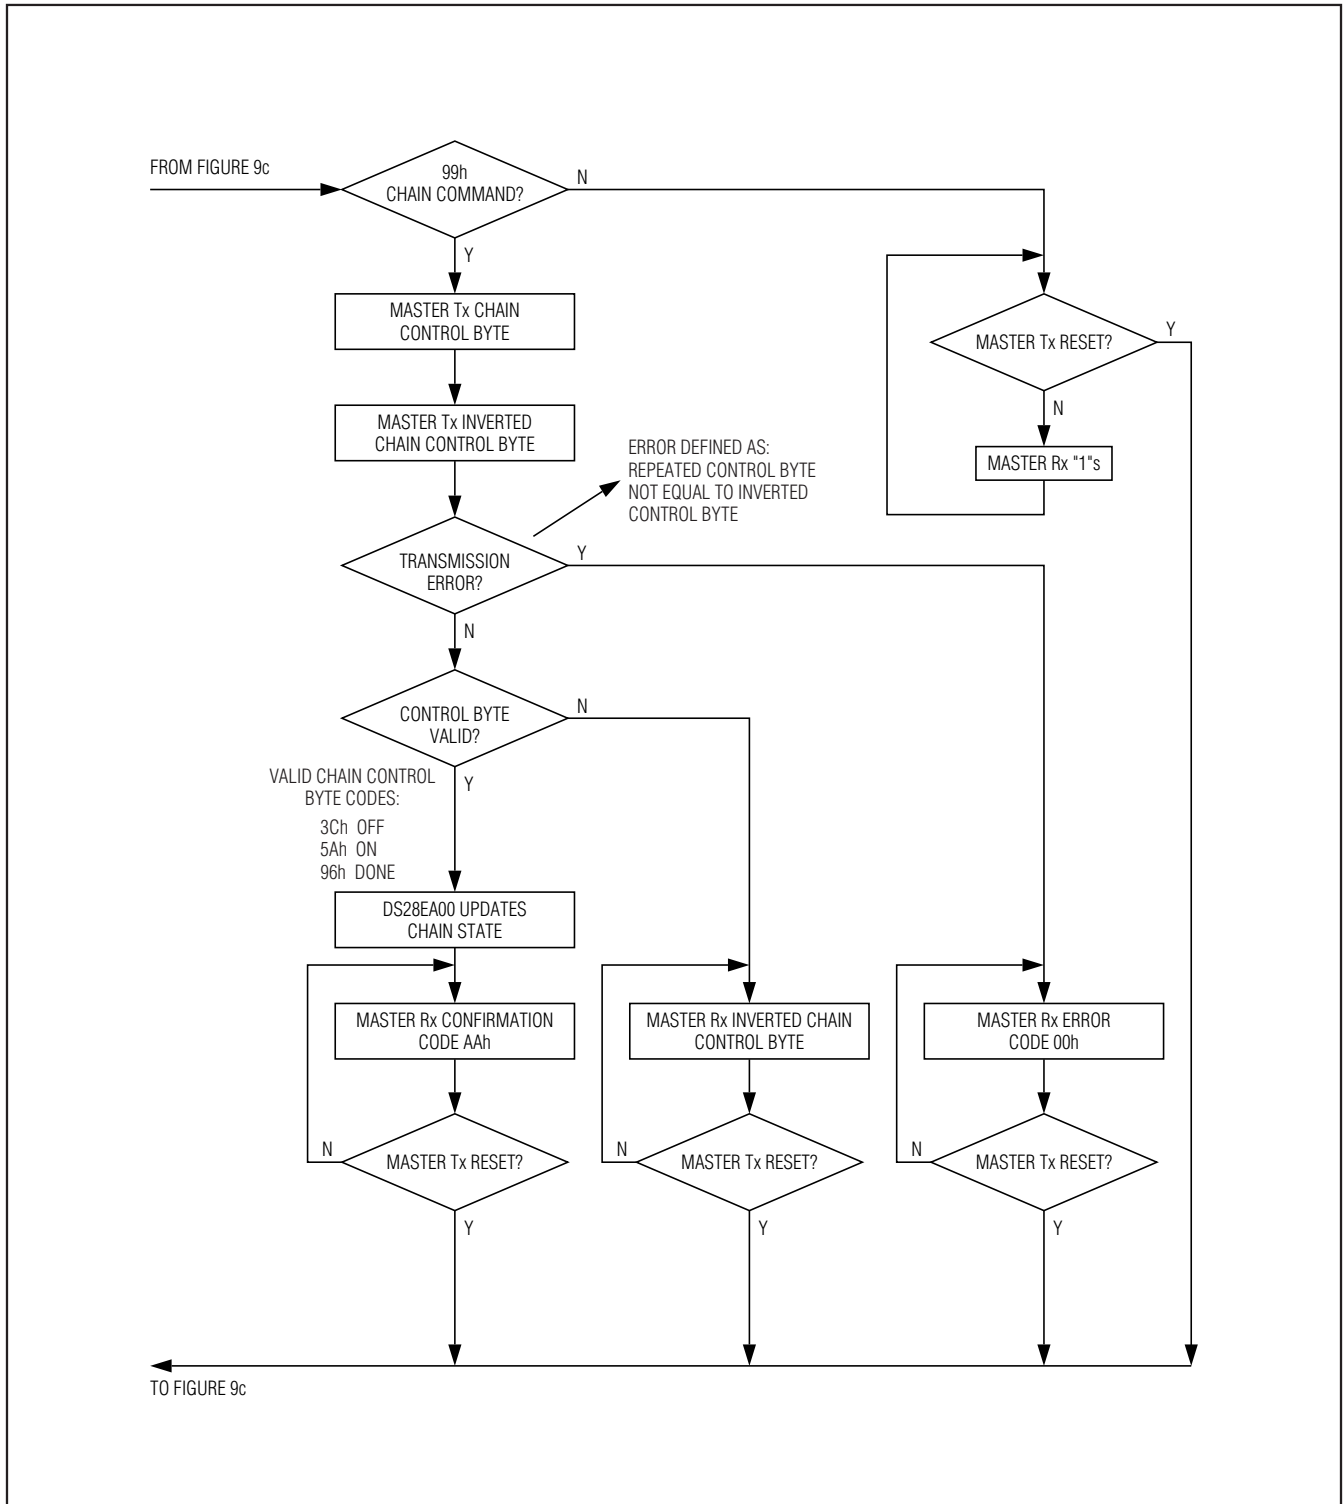 FROM FIGURE 9c
99h
CHAIN COMMAND?
N
Y
MASTER Tx CHAIN
CONTROL BYTE
MASTER Tx RESET?
Y
N
MASTER Rx "1"s
MASTER Tx INVERTED
CHAIN CONTROL BYTE
ERROR DEFINED AS:
REPEATED CONTROL BYTE
NOT EQUAL TO INVERTED
CONTROL BYTE
TRANSMISSION
ERROR?
Y
N
CONTROL BYTE
VALID?
N
Y
VALID CHAIN CONTROL
BYTE CODES:
3Ch OFF
5Ah ON
96h DONE
DS28EA00 UPDATES
CHAIN STATE
MASTER Rx CONFIRMATION
CODE AAh
MASTER Rx INVERTED CHAIN
CONTROL BYTE
MASTER Rx ERROR
CODE 00h
N
MASTER Tx RESET?
Y
N
MASTER Tx RESET?
Y
N
MASTER Tx RESET?
Y
TO FIGURE 9c